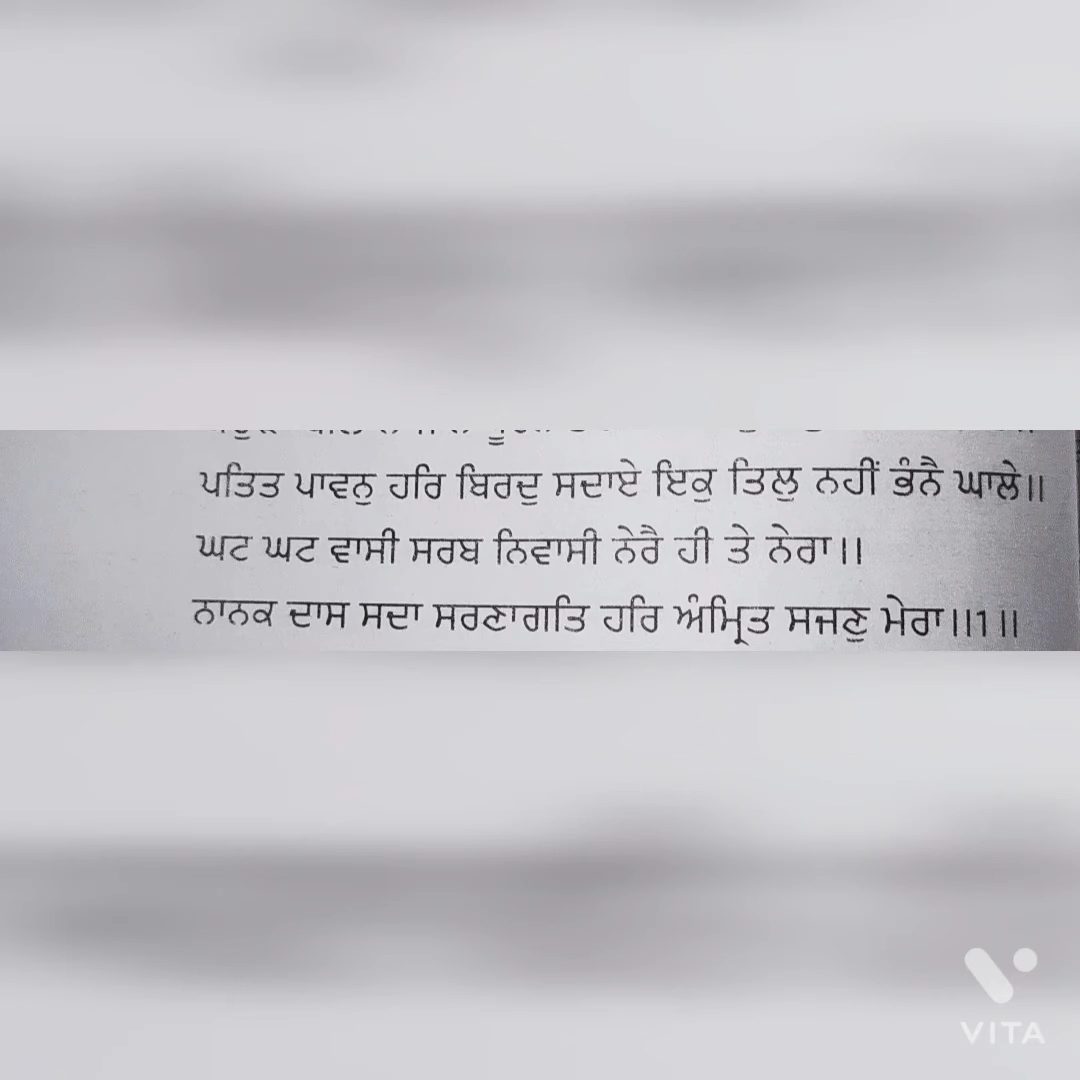 ਪਤਿਤ ਪਾਵਨੁ ਹਰਿ ਬਿਰਦੁ ਸਦਾਏ ਇਕੁ ਤਿਲੁ ਨਹੀਂ ਭੰਨੈ ਘਾਲੇ॥
ਘਟ ਘਟ ਵਾਸੀ ਸਰਬ ਨਿਵਾਸੀ ਨੇਰੈ ਹੀ ਤੇ ਨੇਰਾ॥
ਨਾਨਕ ਦਾਸ ਸਦਾ ਸਰਣਾਗਤਿ ਹਰਿ ਅੰਮ੍ਰਿਤ ਸਜਣੁ ਮੇਰਾ॥1॥
VITA